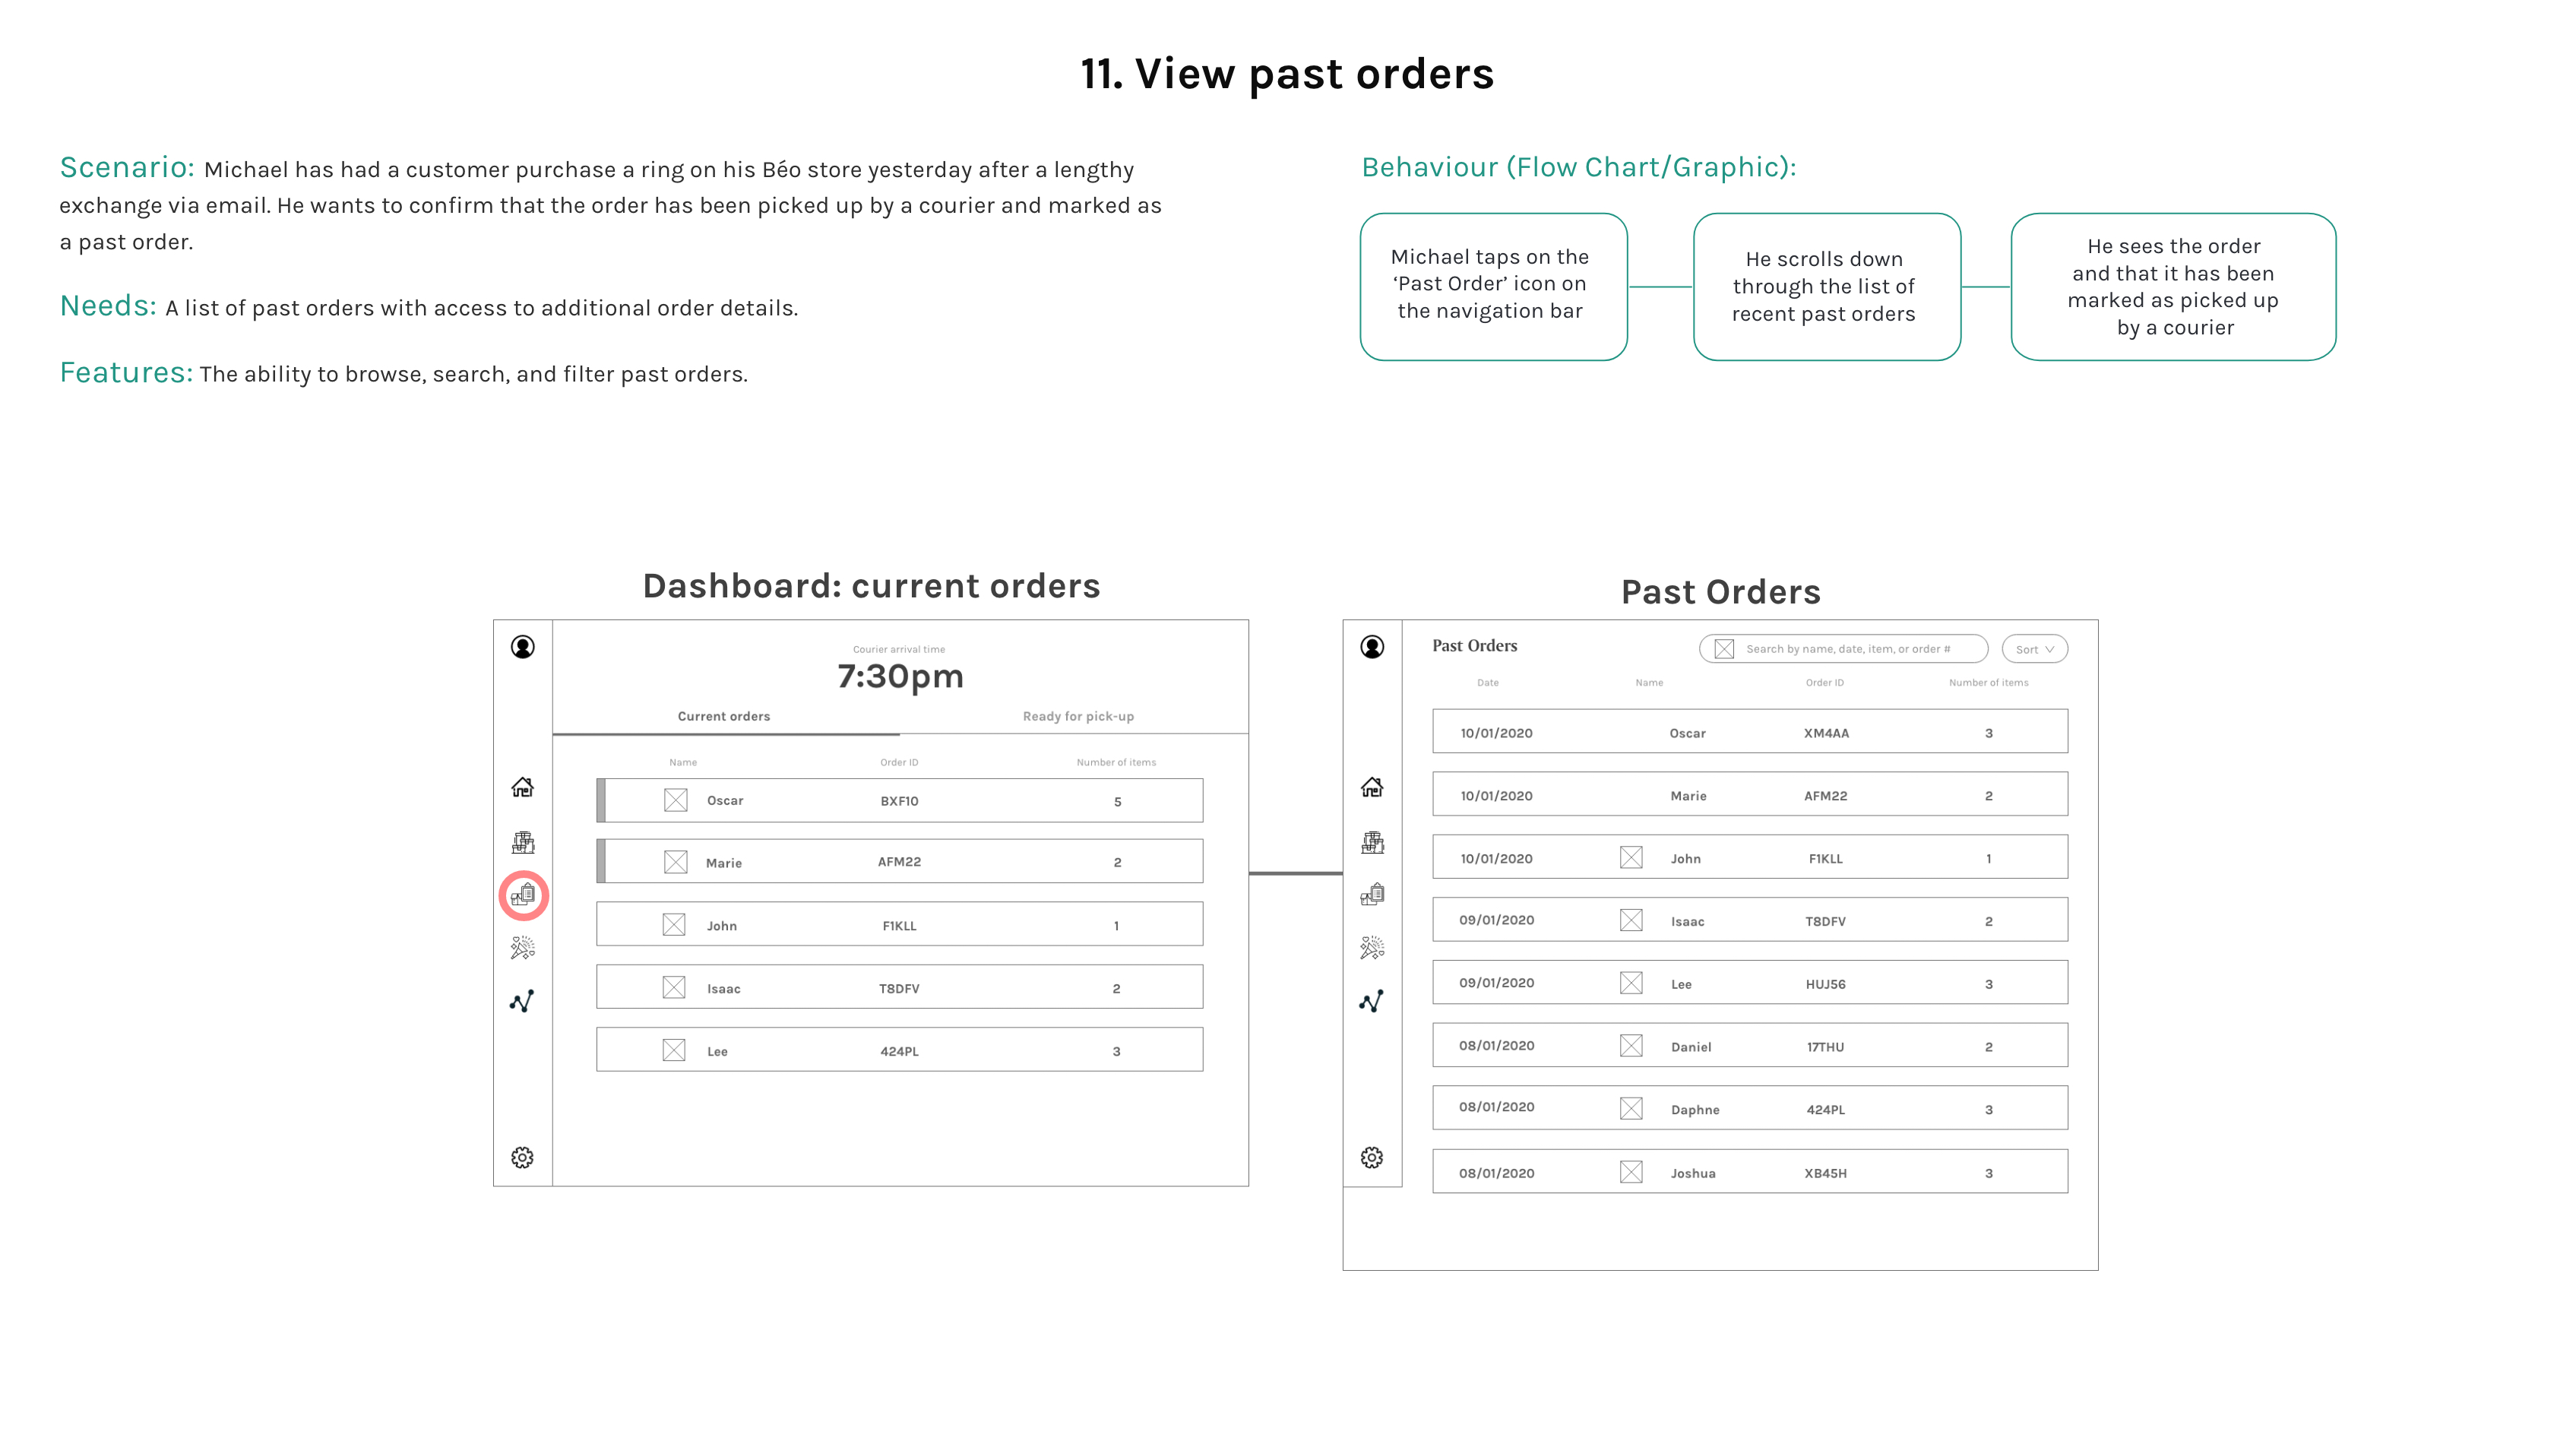 11. View past orders
Scenario: Michael has had a customer purchase a ring on his Béo store yesterday after a lengthy
exchange via email. He wants to confirm that the order has been picked up by a courier and marked as
a past order.
Needs: A list of past orders with access to additional order details.
Features: The ability to browse, search, and filter past orders.
Behaviour (Flow Chart/Graphic):
Michael taps on the
‘Past Order’ icon on
the navigation bar
He scrolls down
through the list of
recent past orders
He sees the order
and that it has been
marked as picked up
by a courier
Dashboard: current orders
Courier arrival time
7:30pm
Current orders Ready for pick-up
Name Order ID Number of items
Oscar BXF10 5
Marie AFM22 2
John F1KLL 1
Isaac T8DFV 2
Lee 424PL 3
Past Orders
Past Orders Search by name, date, item, or order # Sort
Date Name Order ID Number of items
10/01/2020 Oscar XM4AA 3
10/01/2020 Marie AFM22 2
10/01/2020 John F1KLL 1
09/01/2020 Isaac T8DFV 2
09/01/2020 Lee HUJ56 3
08/01/2020 Daniel 17THU 2
08/01/2020 Daphne 424PL 3
08/01/2020 Joshua XB45H 3